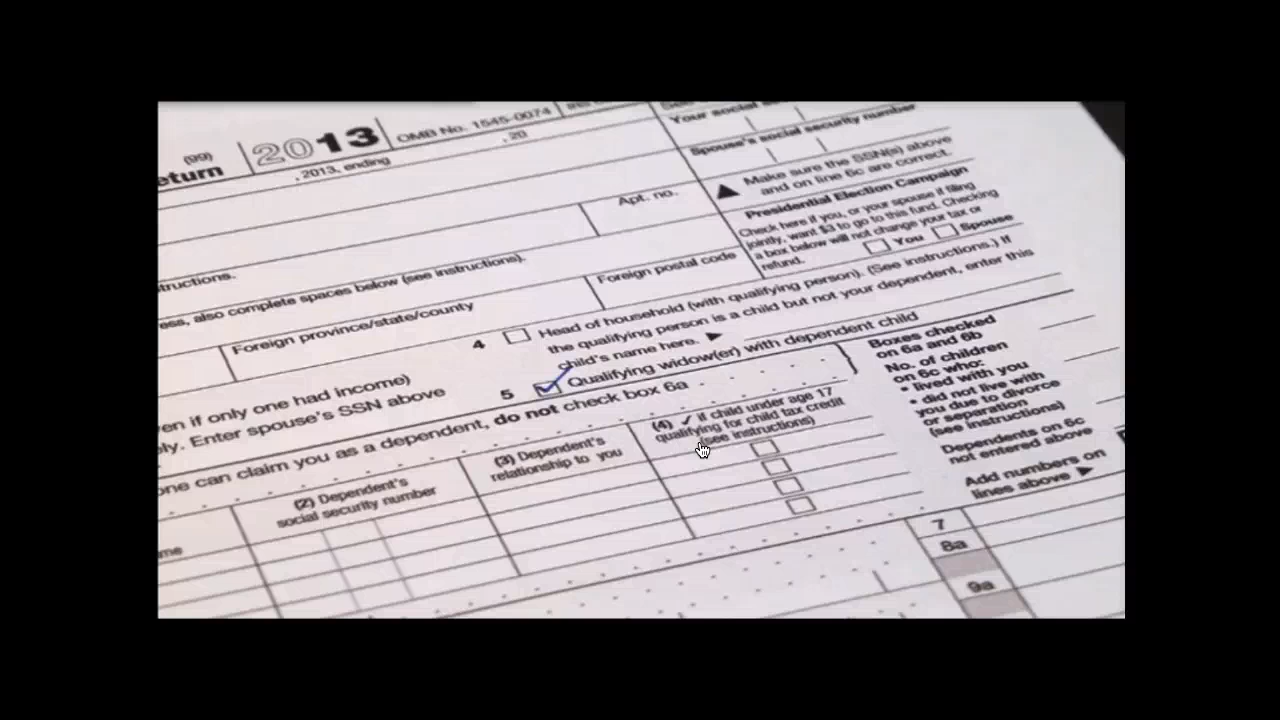 (99)
eturn
2013
OMB No. 1545-0074
, 2013, ending
, 20
Your social
Spouse's social security number
Make sure the SSN(s) above
and on line 6c are correct.
Apt. no.
Presidential Election Campaign
Check here if you, or your spouse if filing
jointly, want $3 to go to this fund. Checking
a box below will not change your tax or
refund.
You
Spouse
tructions.
ess, also complete spaces below (see instructions).
Foreign province/state/county
Foreign postal code
4
Head of household (with qualifying person). (See instructions.) If
the qualifying person is a child but not your dependent, enter this
child's name here.
5
Qualifying widow(er) with dependent child
en if only one had income)
ely. Enter spouse's SSN above
one can claim you as a dependent, do not check box 6a
Boxes checked
on 6a and 6b
No. of children
on 6c who:
• lived with you
• did not live with
you due to divorce
or separation
(see instructions)
Dependents on 6c
not entered above
Add numbers on
lines above
(2) Dependent's
social security number
(3) Dependent's
relationship to you
(4) ✓ if child under age 17
qualifying for child tax credit
(see instructions)
me
7
8a
9a